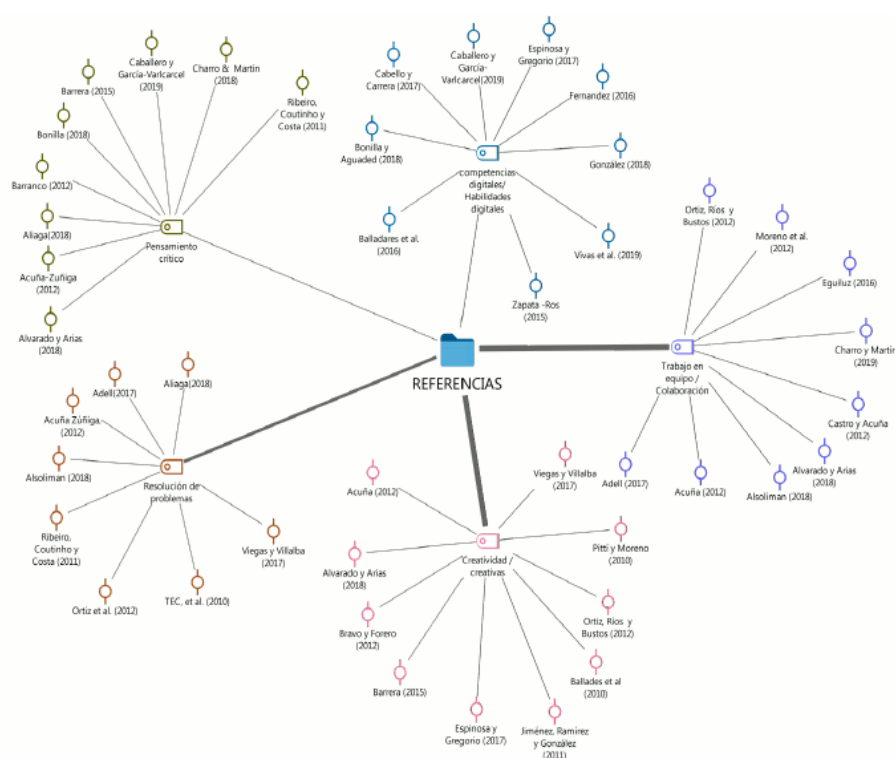 Caballero y
García-Varlcarcel
(2019)
Charro & Martin
(2018)
Barrera (2015)
Ribeiro,
Coutinho y
Costa (2011)
Bonilla (2018)
Barranco (2012)
Aliaga(2018)
Acuña-Zuñiga
(2012)
Alvarado y Arias
(2018)
Pensamiento
crítico
Espinosa y
Gregorio (2017)
Caballero y
García-
Varlcarcel(2019)
Cabello y
Carrera (2017)
Fernandez (2016)
Bonilla y
Aguaded (2018)
González (2018)
competencias
digitales/
Habilidades
digitales
Balladares et al.
(2016)
Vivas et al. (2019)
Zapata -Ros
(2015)
REFERENCIAS
Ortiz, Ríos y
Bustos (2012)
Moreno et al.
(2012)
Eguiluz (2016)
Charro y Martin
(2019)
Trabajo en
equipo /
Colaboración
Castro y Acuña
(2012)
Alvarado y Arias
(2018)
Alsoliman (2018)
Acuña (2012)
Adell (2017)
Aliaga(2018)
Adell(2017)
Acuña Zúñiga
(2012)
Alsoliman (2018)
Resolución de
problemas
Ribeiro,
Coutinho y
Costa (2011)
Ortiz et al. (2012)
TEC, et al. (2010)
Viegas y Villalba
(2017)
Viegas y Villalba
(2017)
Acuña (2012)
Pitti y Moreno
(2010)
Creatividad /
creativas
Alvarado y Arias
(2018)
Ortiz, Ríos y
Bustos (2012)
Bravo y Forero
(2012)
Ballades et al
(2010)
Barrera (2015)
Espinosa y
Gregorio (2017)
Jiménez, Ramirez
y González
(2011)